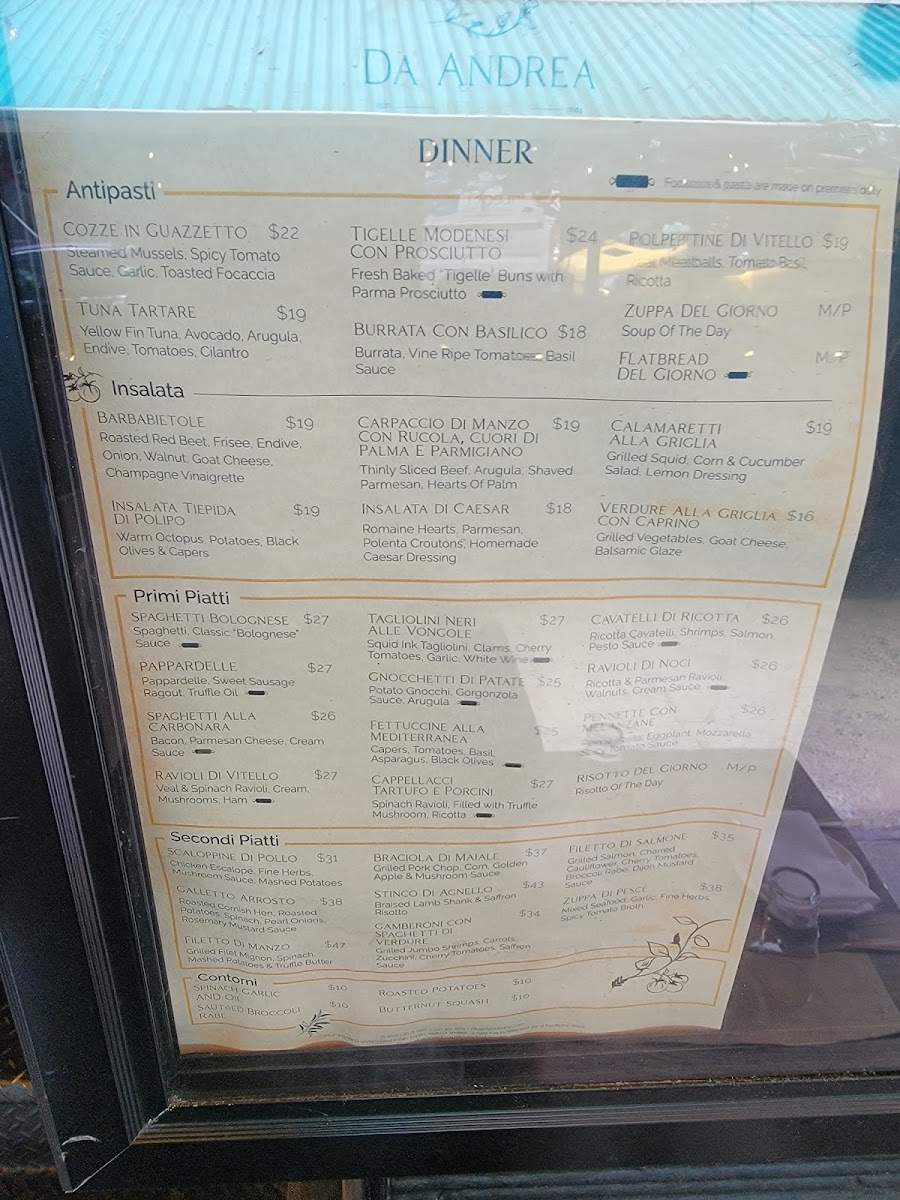 DA ANDREA
DINNER
Focaccia & pasta are made on premises daily
Antipasti
COZZE IN GUAZZETTO $22
Steamed Mussels, Spicy Tomato
Sauce, Garlic, Toasted Focaccia
TUNA TARTARE $19
Yellow Fin Tuna, Avocado, Arugula,
Endive, Tomatoes, Cilantro
TIGELLE MODENESI $24
CON PROSCIUTTO
Fresh Baked "Tigelle" Buns with
Parma Prosciutto
BURRATA CON BASILICO $18
Burrata, Vine Ripe Tomatoes, Basil
Sauce
POLPETTINE DI VITELLO $19
Meatballs, Tomato Basil,
Ricotta
ZUPPA DEL GIORNO M/P
Soup Of The Day
FLATBREAD M/P
DEL GIORNO
Insalata
BARBABIETOLE $19
Roasted Red Beet, Frisee, Endive,
Onion, Walnut, Goat Cheese,
Champagne Vinaigrette
INSALATA TIEPIDA $19
DI POLIPO
Warm Octopus, Potatoes, Black
Olives & Capers
CARPACCIO DI MANZO $19
CON RUCOLA, CUORI DI
PALMA E PARMIGIANO
Thinly Sliced Beef, Arugula, Shaved
Parmesan, Hearts Of Palm
INSALATA DI CAESAR $18
Romaine Hearts, Parmesan,
Polenta Croutons, Homemade
Caesar Dressing
CALAMARETTI $19
ALLA GRIGLIA
Grilled Squid, Corn & Cucumber
Salad, Lemon Dressing
VERDURE ALLA GRIGLIA $16
CON CAPRINO
Grilled Vegetables, Goat Cheese,
Balsamic Glaze
Primi Piatti
SPAGHETTI BOLOGNESE $27
Spaghetti, Classic "Bolognese"
Sauce
PAPPARDELLE $27
Pappardelle, Sweet Sausage
Ragout, Truffle Oil
SPAGHETTI ALLA $26
CARBONARA
Bacon, Parmesan Cheese, Cream
Sauce
RAVIOLI DI VITELLO $27
Veal & Spinach Ravioli, Cream,
Mushrooms, Ham
TAGLIOLINI NERI $27
ALLE VONGOLE
Squid Ink Tagliolini, Clams, Cherry
Tomatoes, Garlic, White Wine
GNOCCHETTI DI PATATE $25
Potato Gnocchi, Gorgonzola
Sauce, Arugula
FETTUCCINE ALLA $25
MEDITERRANEA
Capers, Tomatoes, Basil,
Asparagus, Black Olives
CAPPELLACCI $27
TARTUFO E PORCINI
Spinach Ravioli, Filled with Truffle
Mushroom, Ricotta
CAVATELLI DI RICOTTA $26
Ricotta Cavatelli, Shrimps, Salmon
Pesto Sauce
RAVIOLI DI NOCI $26
Ricotta & Parmesan Ravioli,
Walnuts, Cream Sauce
PENNETTE CON $26
MELANZANE
Eggplant, Mozzarella
Spicy Tomato Sauce
RISOTTO DEL GIORNO M/P
Risotto Of The Day
Secondi Piatti
SCALOPPINE DI POLLO $31
Chicken Escalope, Fine Herbs,
Mushroom Sauce, Mashed Potatoes
GALLETTO ARROSTO $38
Roasted Cornish Hen, Roasted
Potatoes, Spinach, Pearl Onions,
Rosemary Mustard Sauce
FILETTO DI MANZO $47
Grilled Filet Mignon, Spinach,
Mashed Potatoes & Truffle Butter
BRACIOLA DI MAIALE $37
Grilled Pork Chop, Corn, Golden
Apple & Mushroom Sauce
STINCO DI AGNELLO $43
Braised Lamb Shank & Saffron
Risotto
GAMBERONI CON $34
SPAGHETTI DI
VERDURE
Grilled Jumbo Shrimps, Carrots,
Zucchini, Cherry Tomatoes, Saffron
Sauce
FILETTO DI SALMONE $35
Grilled Salmon, Charred
Cauliflower, Cherry Tomatoes,
Broccoli Rabe, Dijon Mustard
Sauce
ZUPPA DI PESCE $38
Mixed Seafood, Garlic, Fine Herbs,
Spicy Tomato Broth
Contorni
SPINACH GARLIC $10
AND OIL
SAUTEED BROCCOLI $10
RABE
ROASTED POTATOES $10
BUTTERNUT SQUASH $10